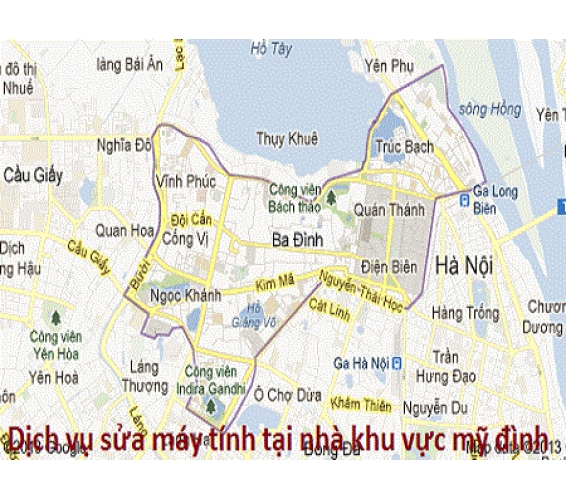 Hồ Tây
Lạc L
Yên Phụ
làng Bái Ân
u đô thị
Nhuế
sông Hồng
Yên T
Nghĩa Đô
Thụy Khuê
Trúc Bạch
Cầu Giấy
Vĩnh Phúc
Công viên
Bách thảo
Ga Long
Biên
Quán Thánh
Đội Cấn
Quan Hoa
Cống Vị
Ba Đình
Dịch
ng Hậu
Cầu Giấy
Bưởi
Điện Biên
Hà Nội
Kim Mã
Nguyễn-Thái Học
Ngọc Khánh
Hồ
Giảng Võ
Cát Linh
Hàng Trống
Chươn
Dương
Công viên
Yên Hòa
Láng
Thượng
Công viên
Indira Gandhi
Ga Hà Nội
Trần
Hưng Đạo
Yên Hoà
Ô Chợ Dừa
Khâm Thiên
Nguyễn Du
Láng
Dịch vụ sửa máy tính tại nhà khu vực mỹ đình
©2013 Google
Đống Đa
Map data ©2013